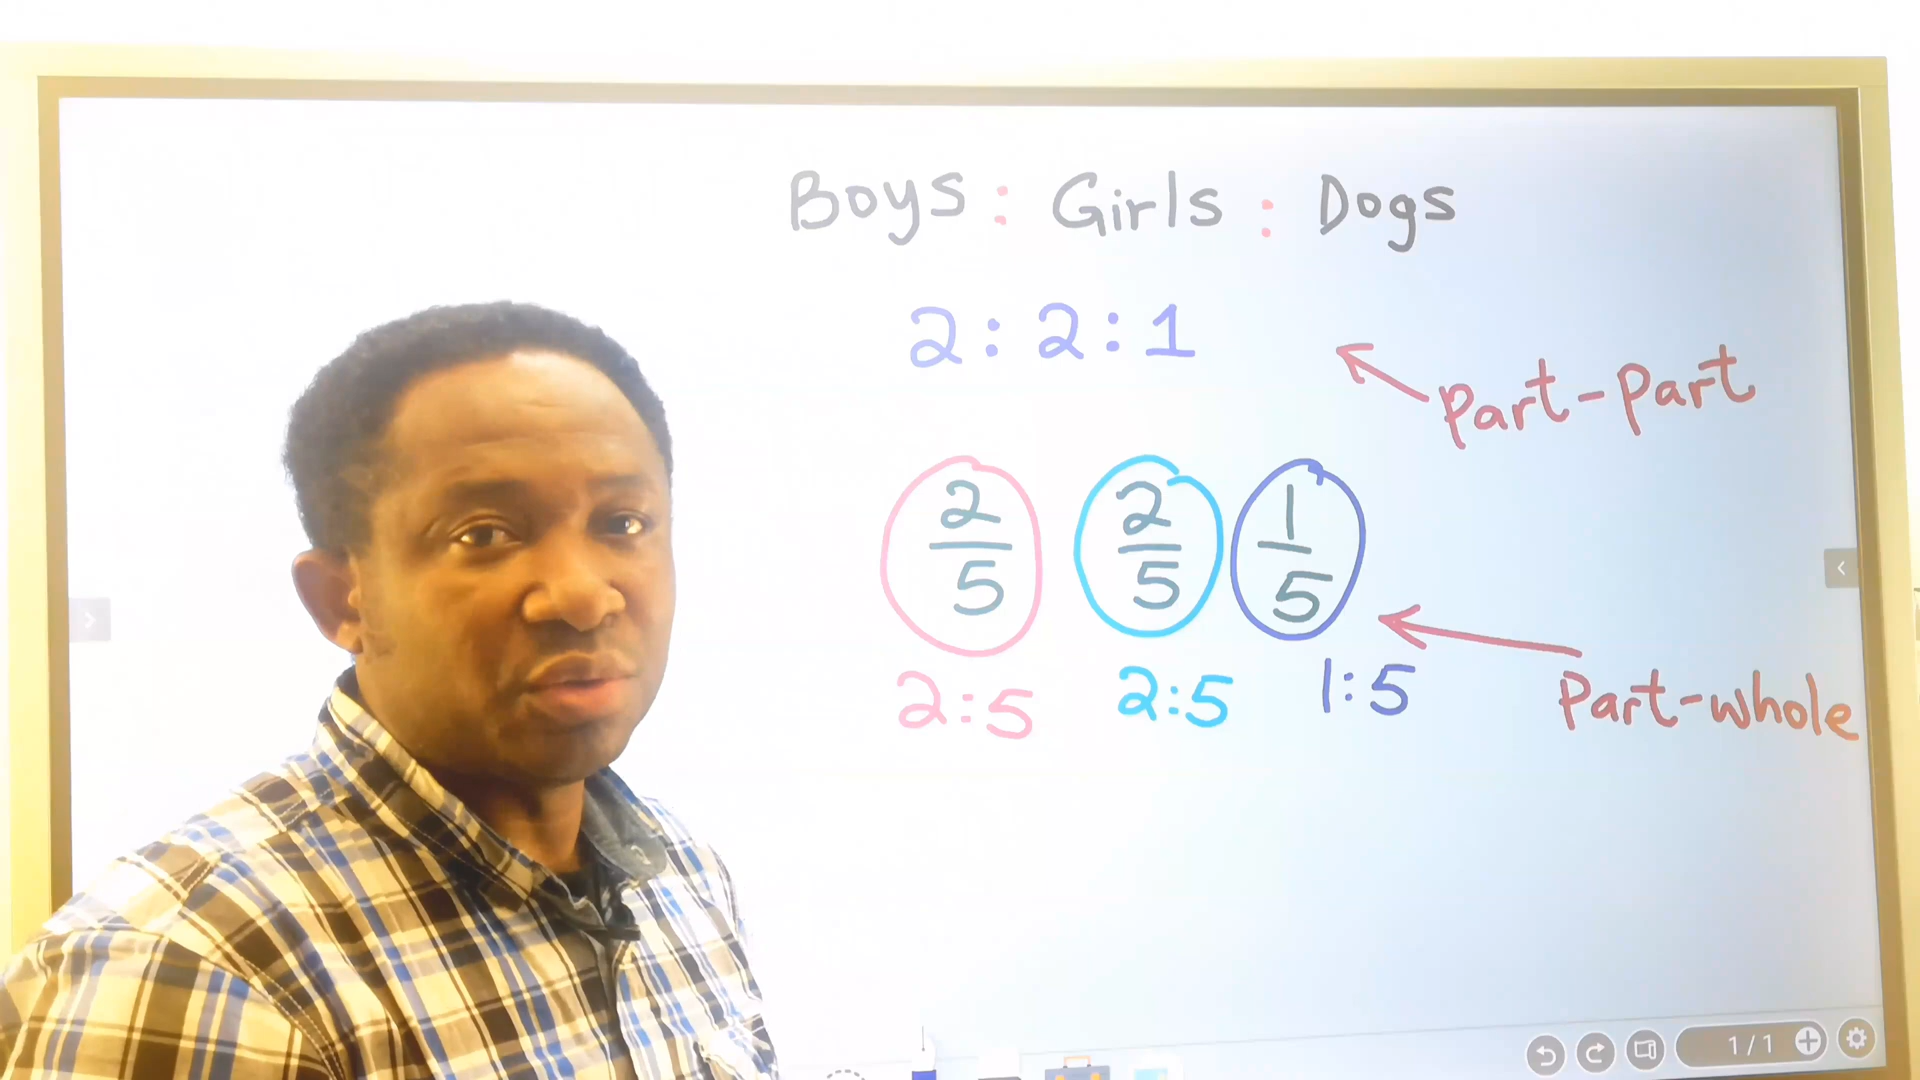 Boys : Girls : Dogs
2 : 2 : 1
part-part
2/5 2/5 1/5
2:5 2:5 1:5
Part-whole
1/1